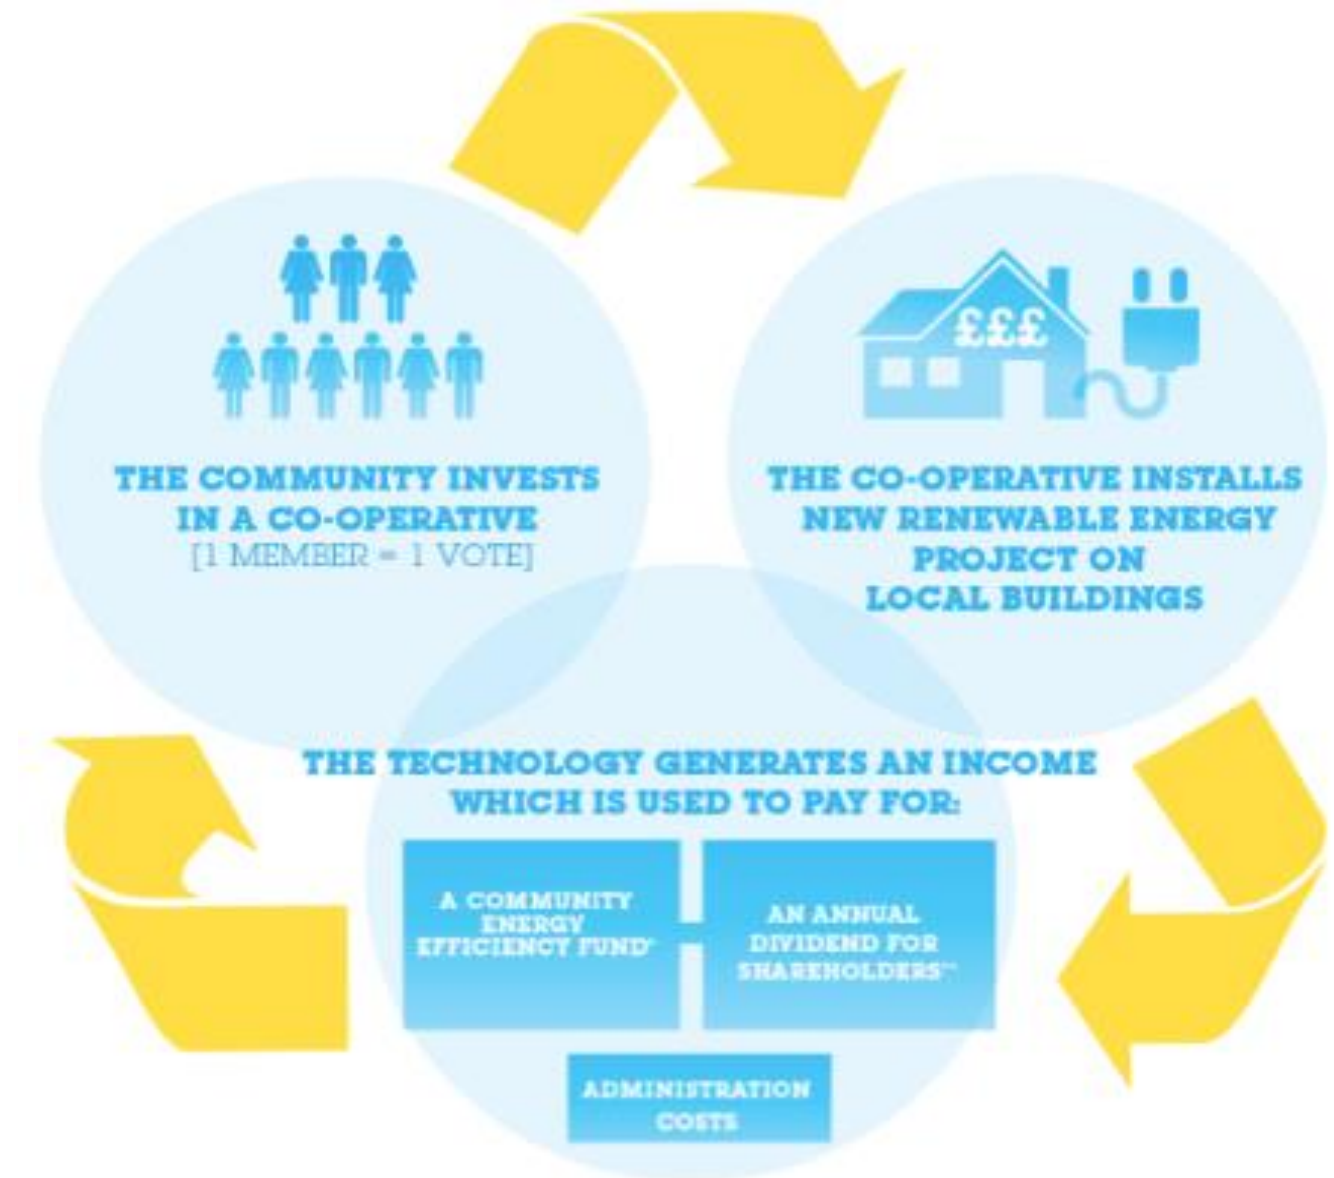 THE COMMUNITY INVESTS
IN A CO-OPERATIVE
[1 MEMBER = 1 VOTE]
£££
THE CO-OPERATIVE INSTALLS
NEW RENEWABLE ENERGY
PROJECT ON
LOCAL BUILDINGS
THE TECHNOLOGY GENERATES AN INCOME
WHICH IS USED TO PAY FOR:
A COMMUNITY
ENERGY
EFFICIENCY FUND*
AN ANNUAL
DIVIDEND FOR
SHAREHOLDERS**
ADMINISTRATION
COSTS